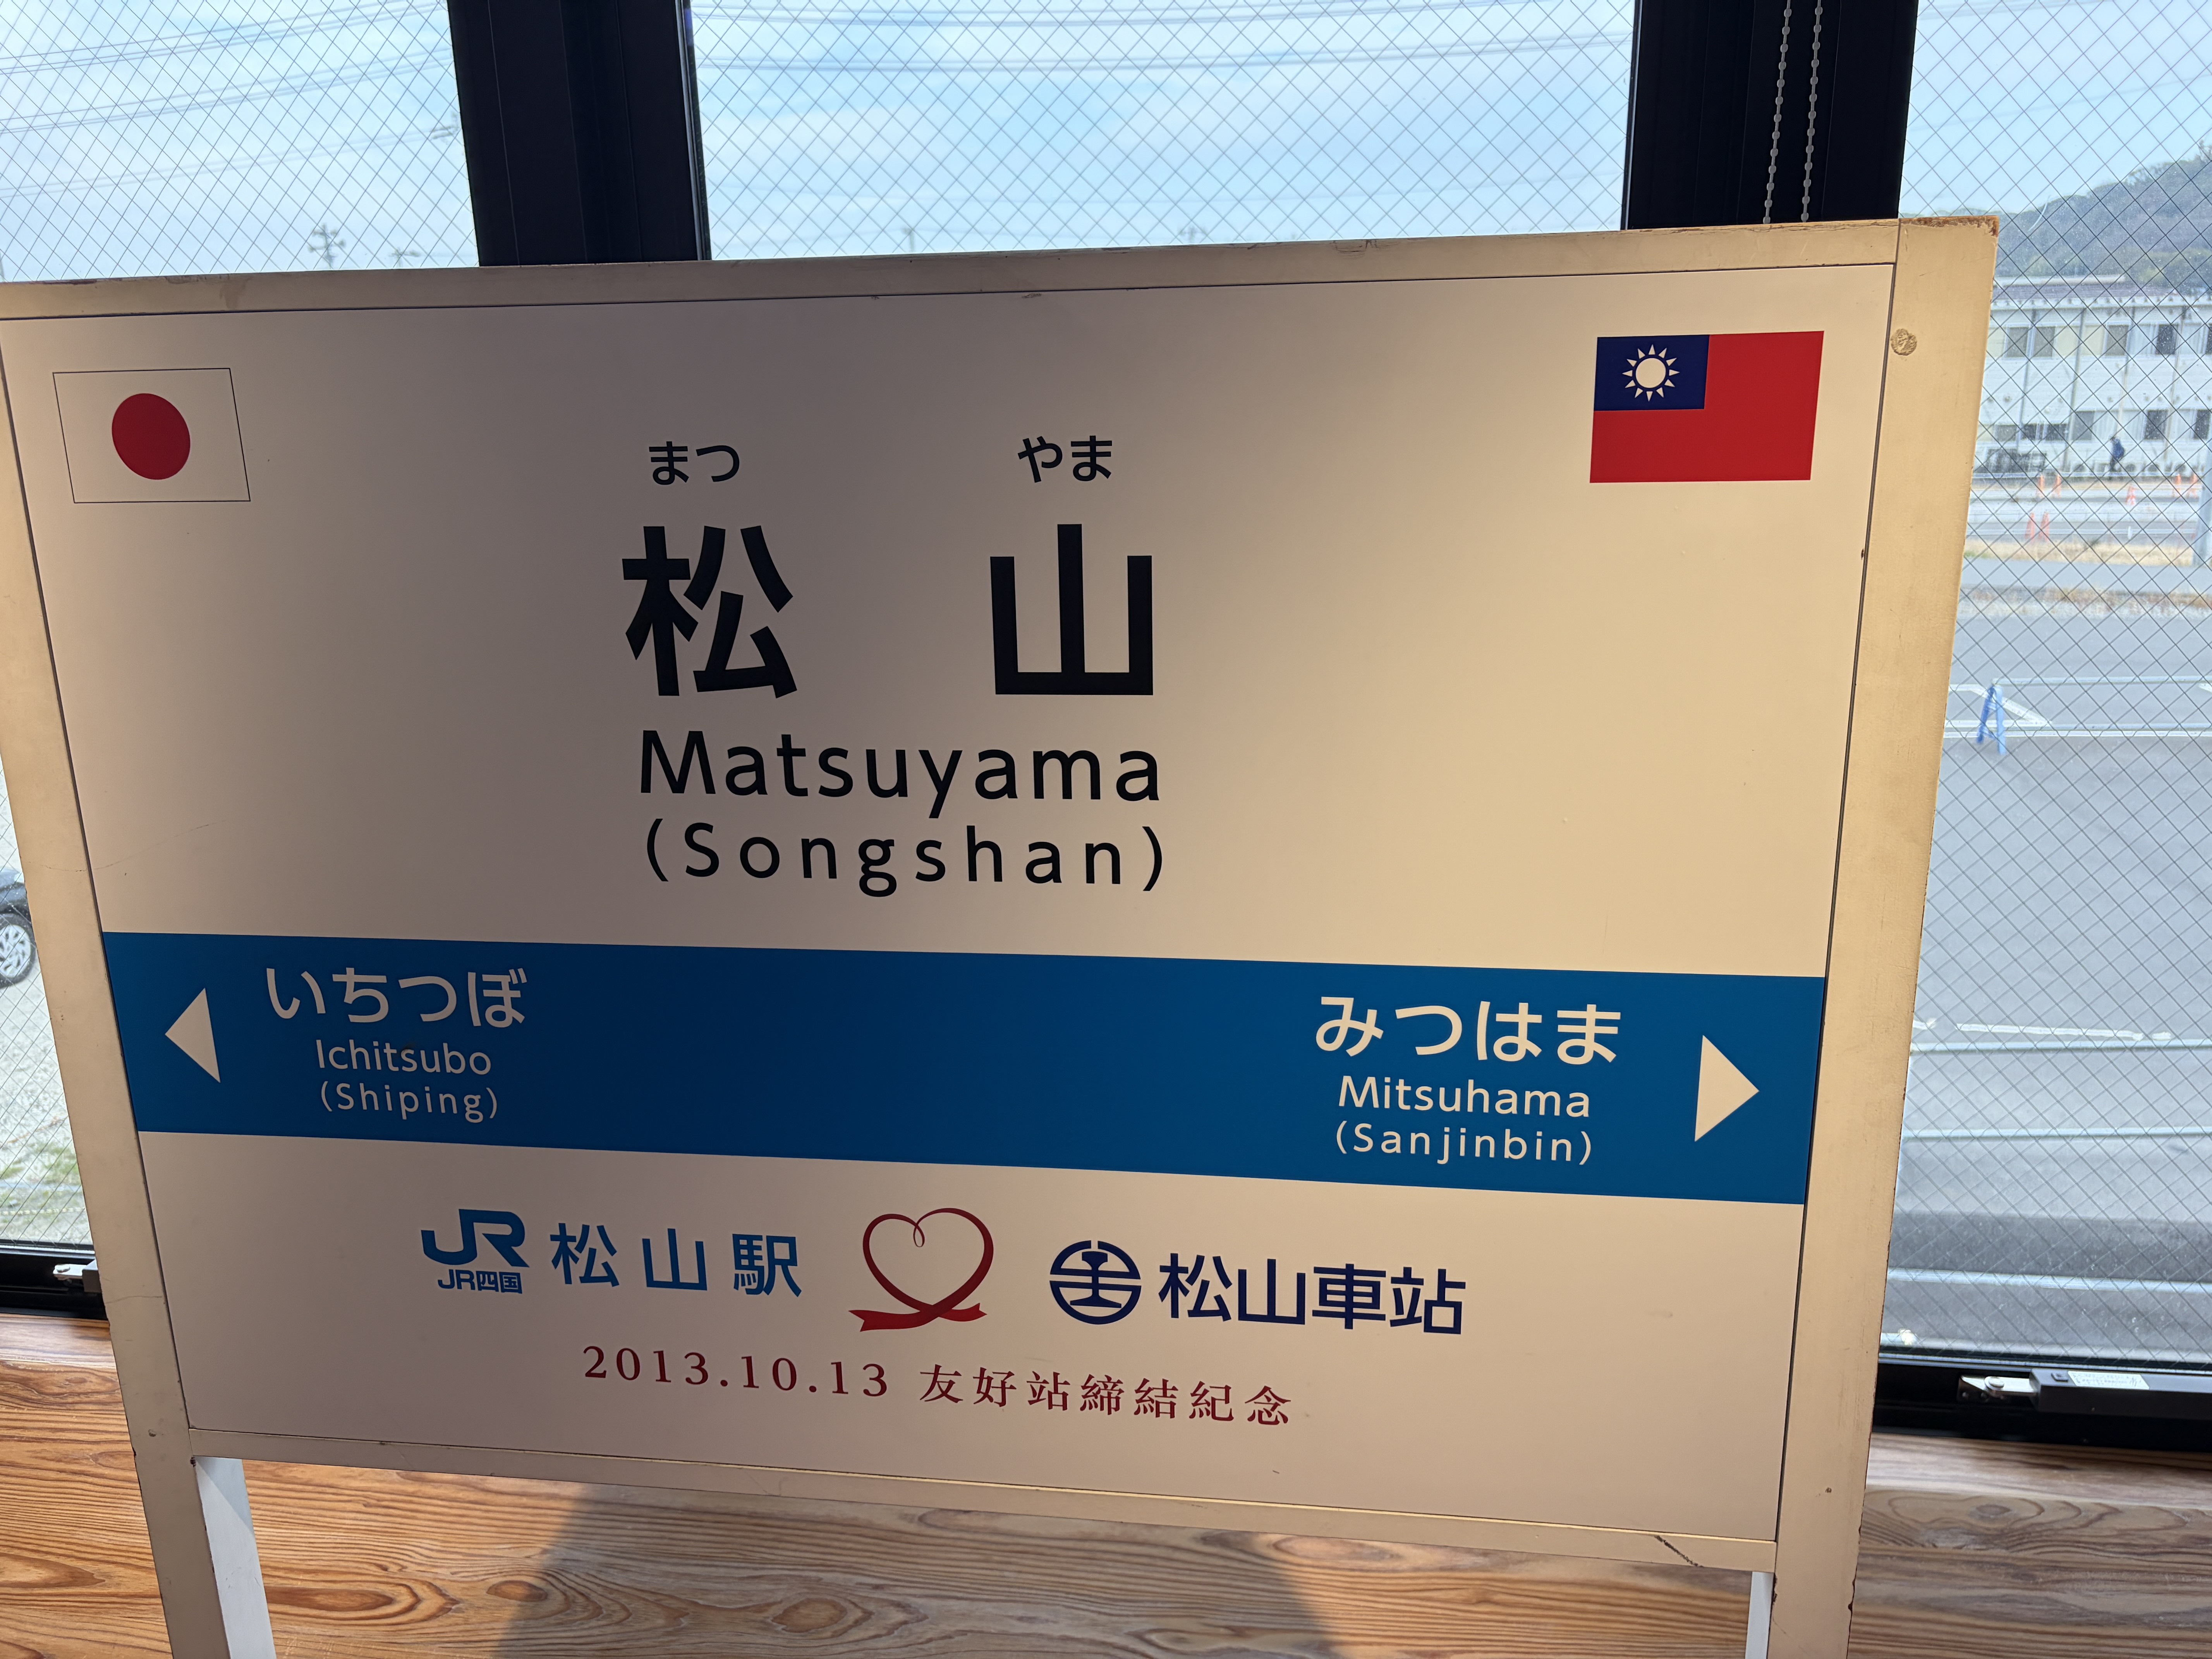 まつ やま
松 山
Matsuyama
(Songshan)
いちつぼ
Ichitsubo
(Shiping)
みつはま
Mitsuhama
(Sanjinbin)
JR
JR四国
松山駅
松山車站
2013.10.13 友好站締結紀念